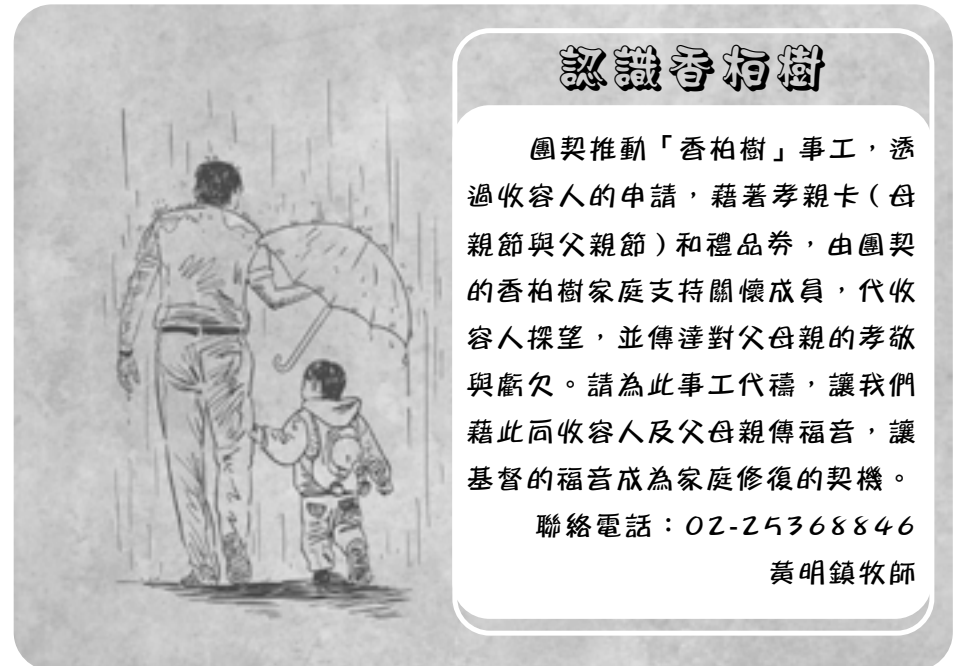 認識香柏樹
團契推動「香柏樹」事工，透
過收容人的申請，藉著孝親卡（母
親節與父親節）和禮品券，由團契
的香柏樹家庭支持關懷成員，代收
容人探望，並傳達對父母親的孝敬
與虧欠。請為此事工代禱，讓我們
藉此向收容人及父母親傳福音，讓
基督的福音成為家庭修復的契機。
聯絡電話：02-25368846
黃明鎮牧師